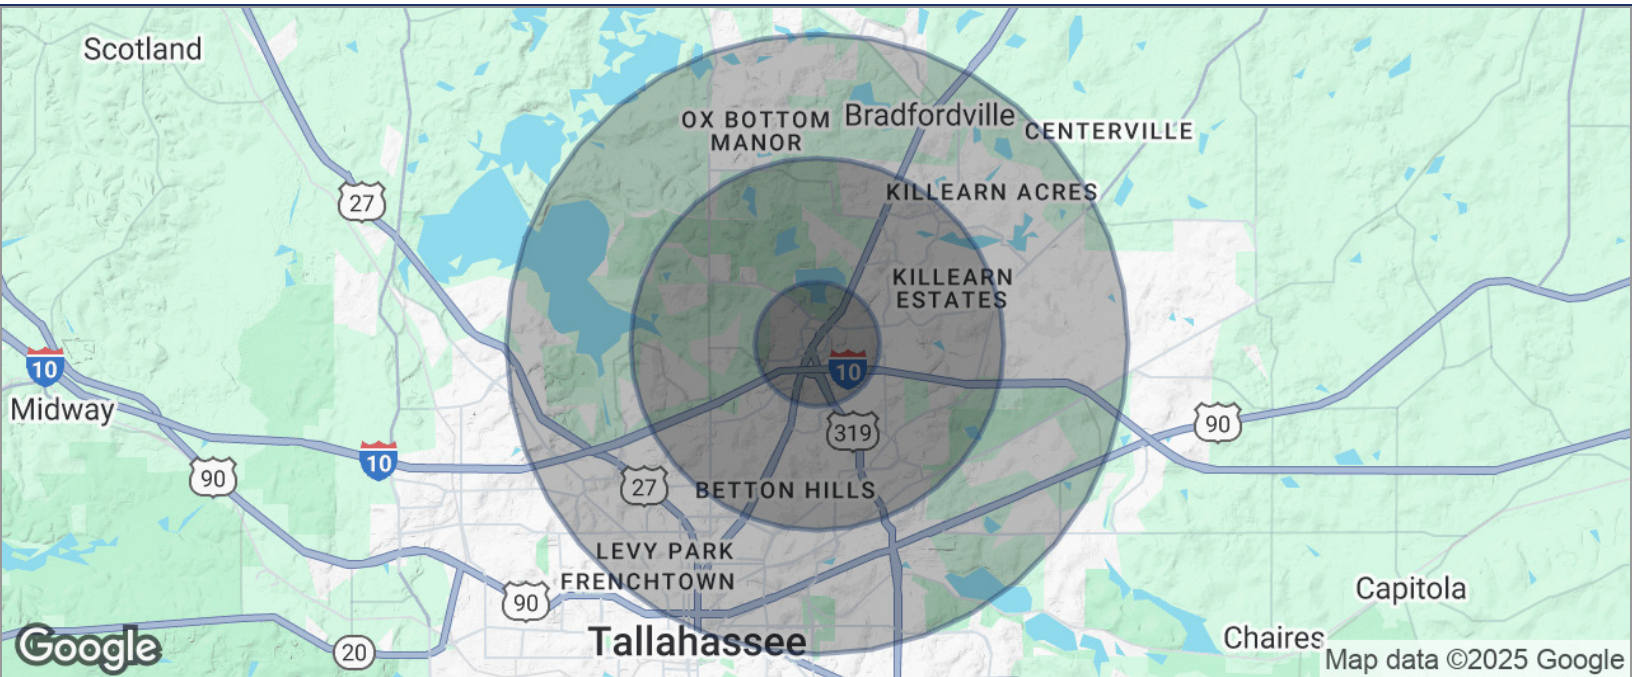 Scotland
OX BOTTOM
MANOR
Bradfordville
CENTERVILLE
KILLEARN ACRES
27
KILLEARN
ESTATES
10
10
Midway
319
90
10
90
27
BETTON HILLS
LEVY PARK
FRENCHTOWN
90
Capitola
Tallahassee
Chaires
20
Google
Map data ©2025 Google